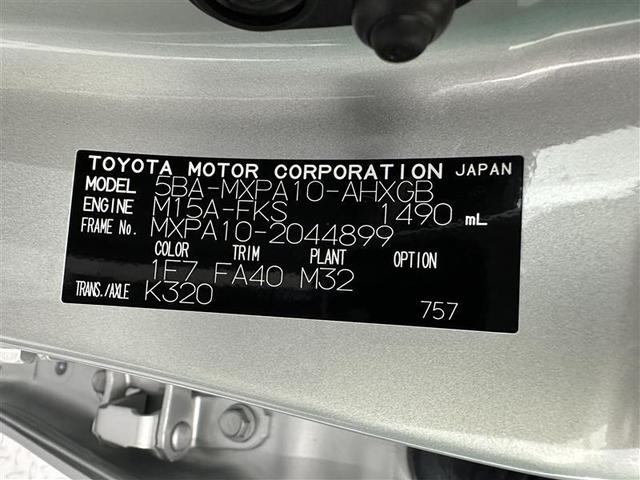 TOYOTA MOTOR CORPORATION JAPAN
MODEL 5BA-MXPA10-AHXGB
ENGINE M15A-FKS 1490 mL
FRAME No. MXPA10-2044899
COLOR TRIM PLANT OPTION
1E7 FA40 M32
TRANS./AXLE K320
757